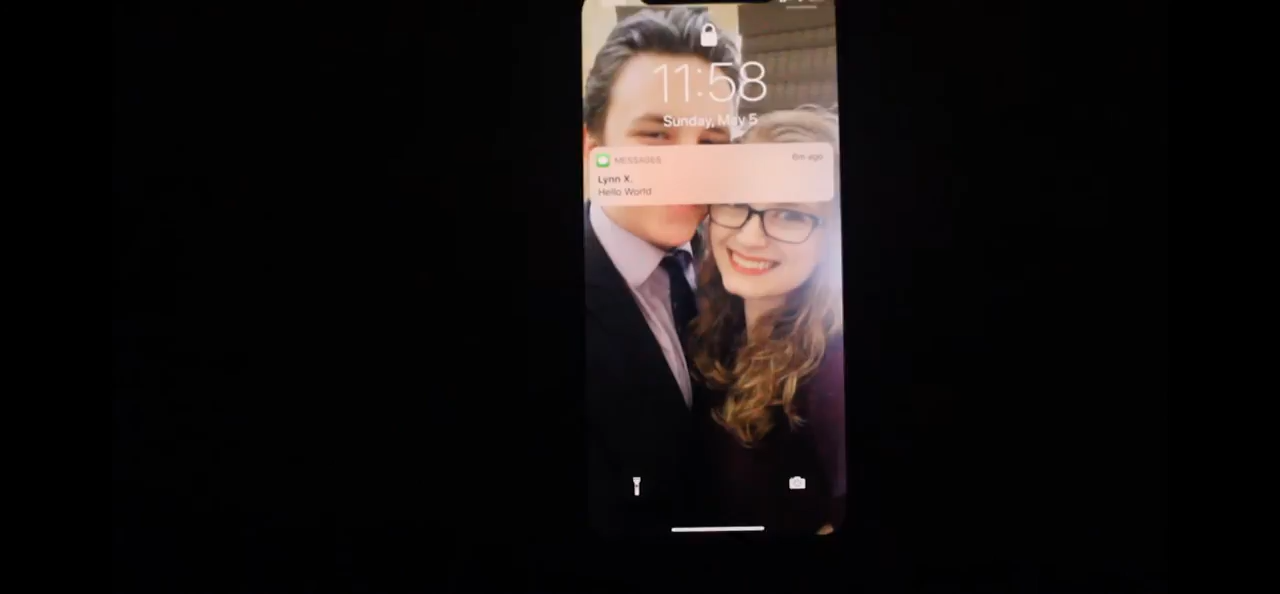 11:58
Sunday, May 5
MESSAGES
6m ago
Lynn X.
Hello World